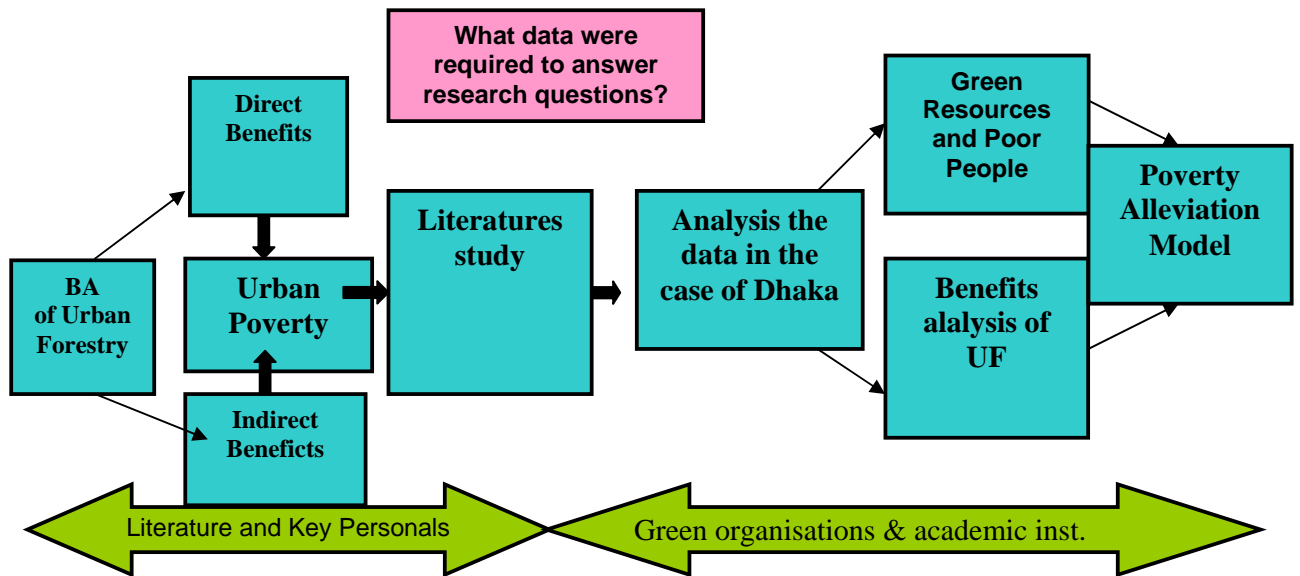 What data were
required to answer
research questions?
Direct
Benefits
BA
of Urban
Forestry
Urban
Poverty
Indirect
Beneficts
Literatures
study
Analysis the
data in the
case of Dhaka
Green
Resources
and Poor
People
Benefits
alalysis of
UF
Poverty
Alleviation
Model
Literature and Key Personals
Green organisations & academic inst.